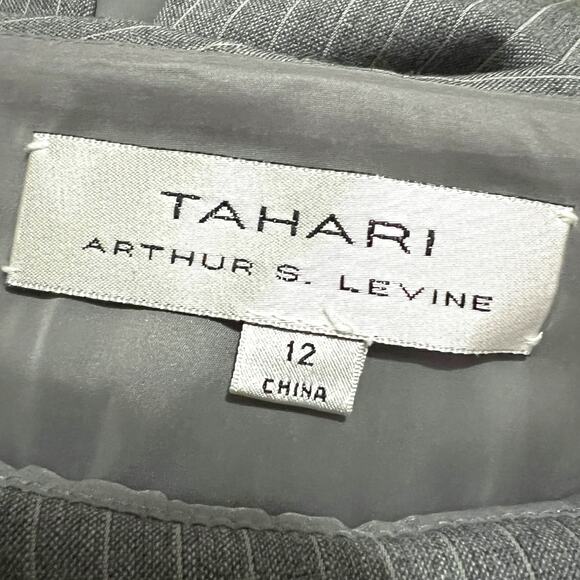 TAHARI
ARTHUR S. LEVINE
12
CHINA